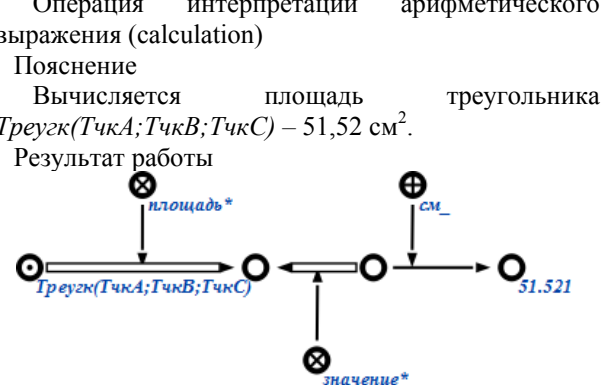 Операция интерпретации арифметического
выражения (calculation)
Пояснение
Вычисляется площадь треугольника
Треугк(ТчкА;ТчкВ;ТчкС) – 51,52 см².
Результат работы
площадь*
см_
Треугк(ТчкА;ТчкВ;ТчкС)
51.521
значение*